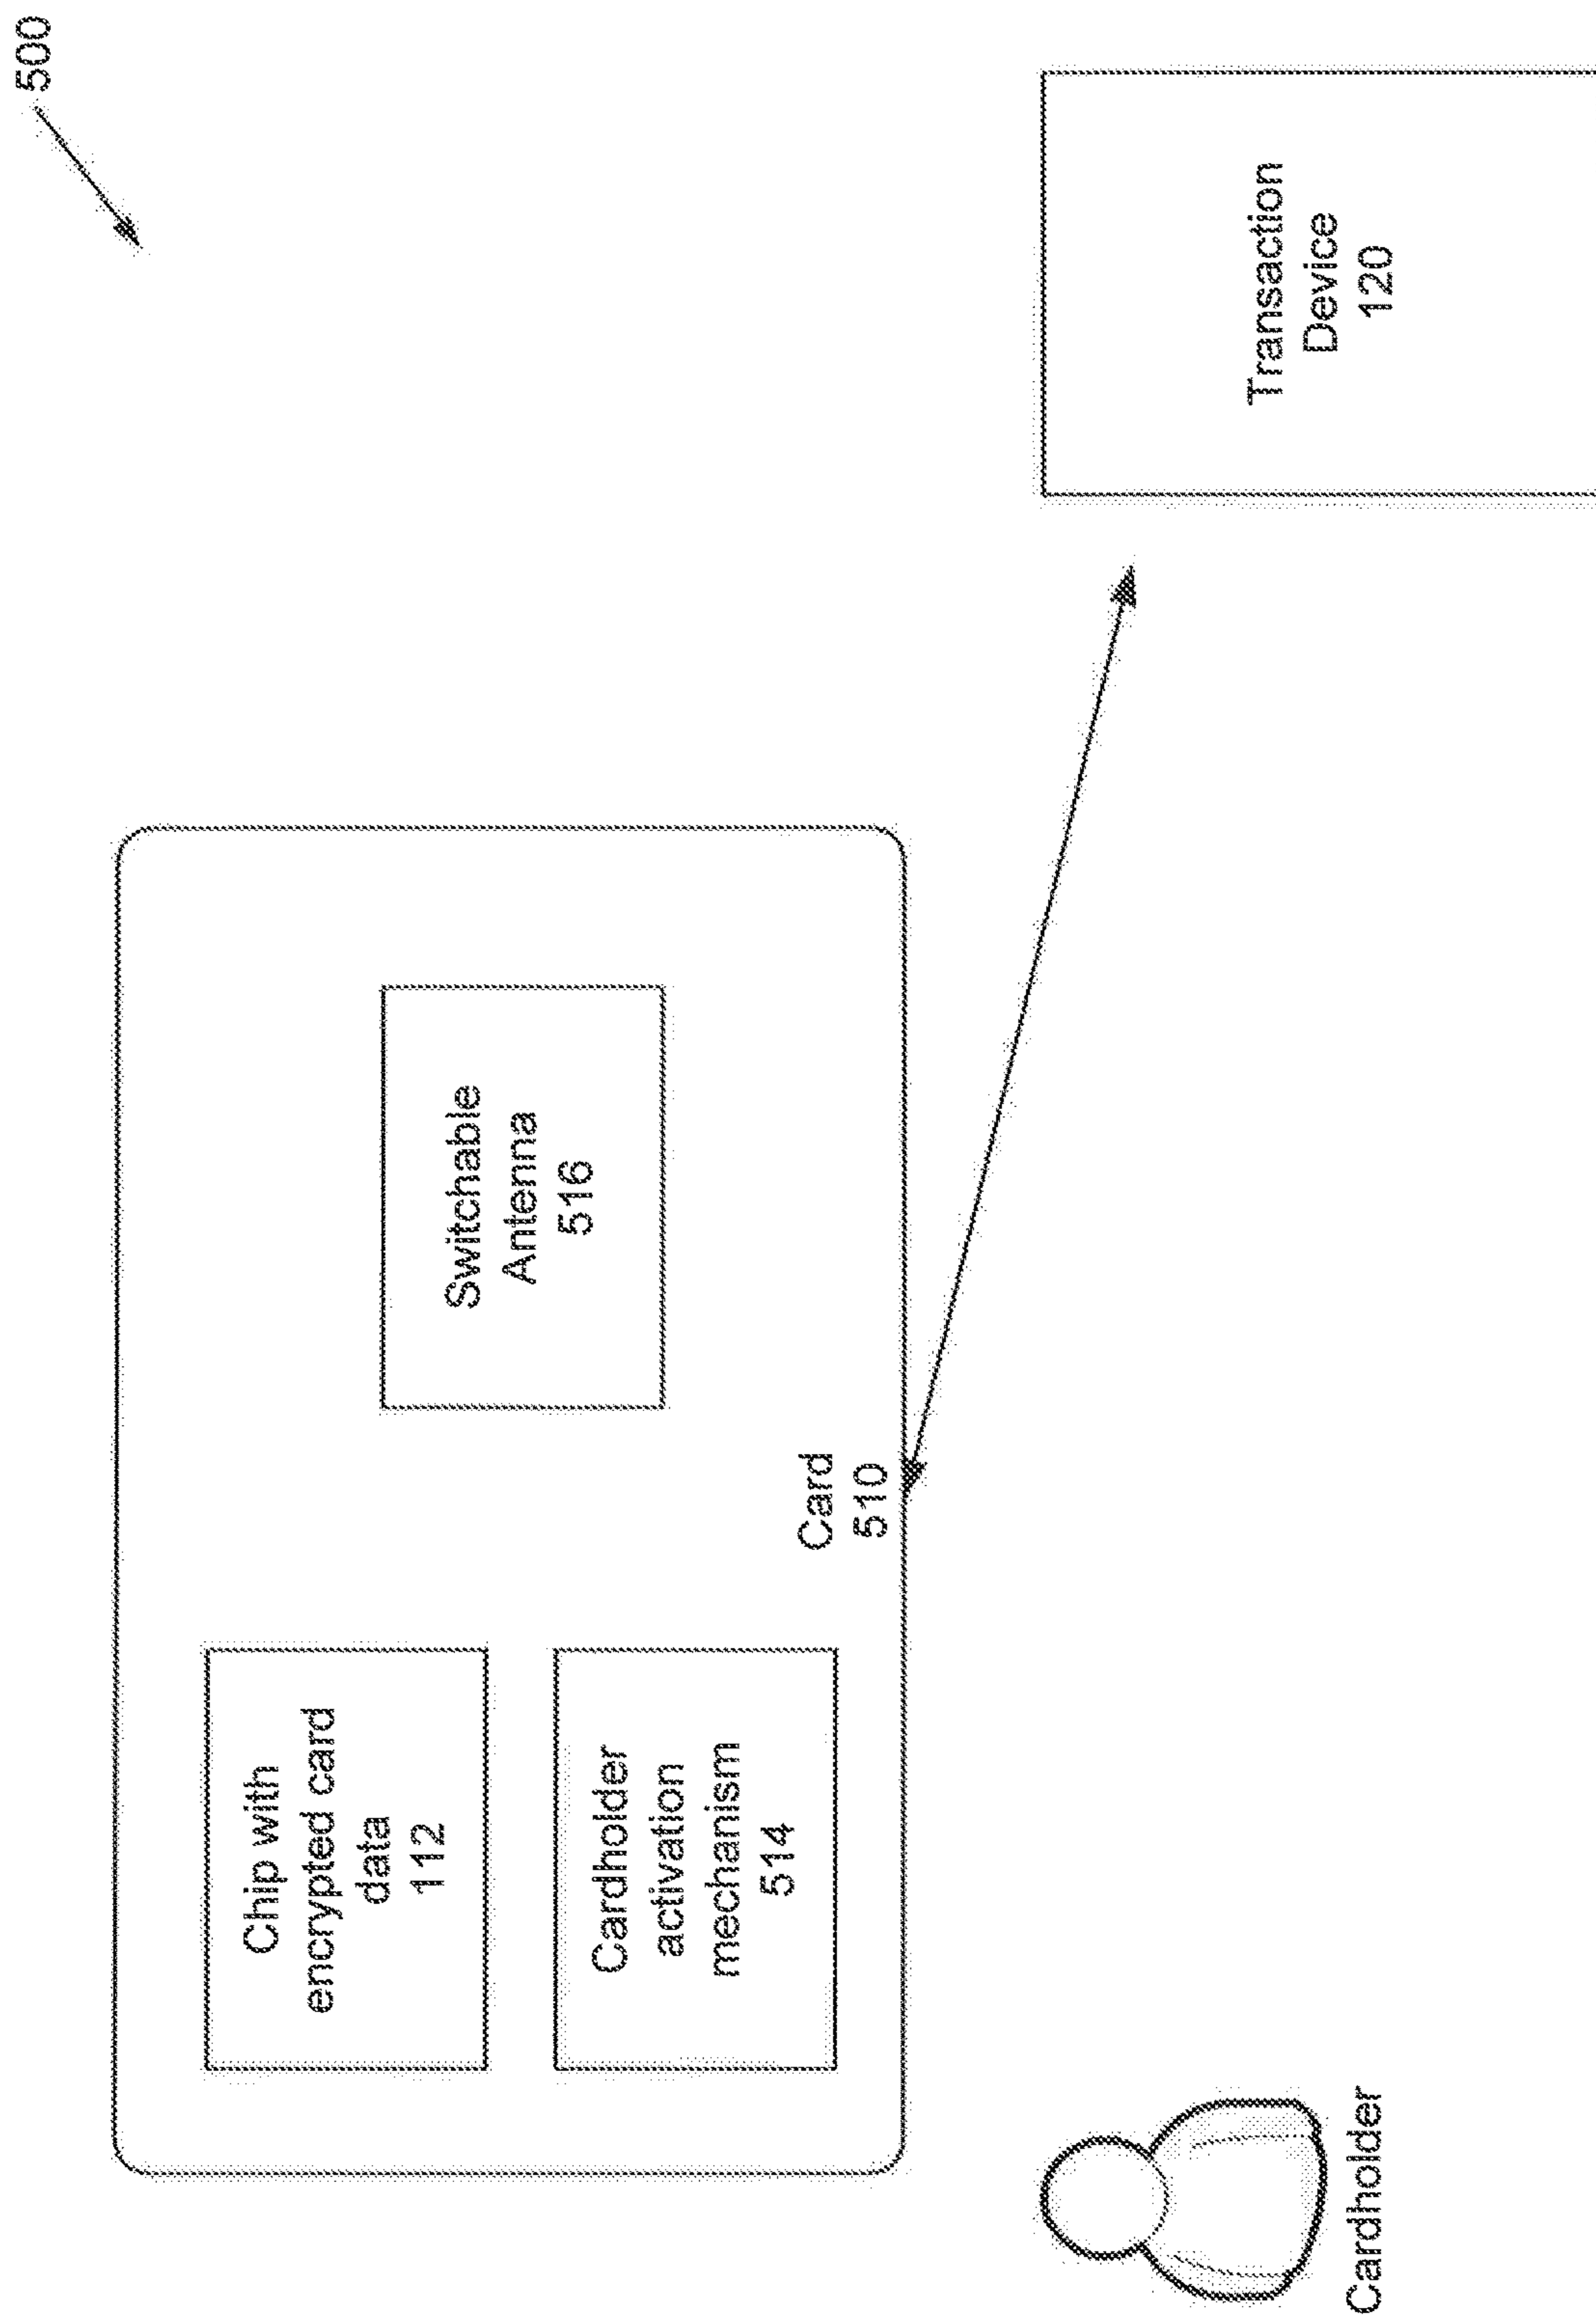 500
Chip with
encrypted card
data
112
Cardholder
activation
mechanism
514
Switchable
Antenna
516
Card
510
Transaction
Device
120
Cardholder